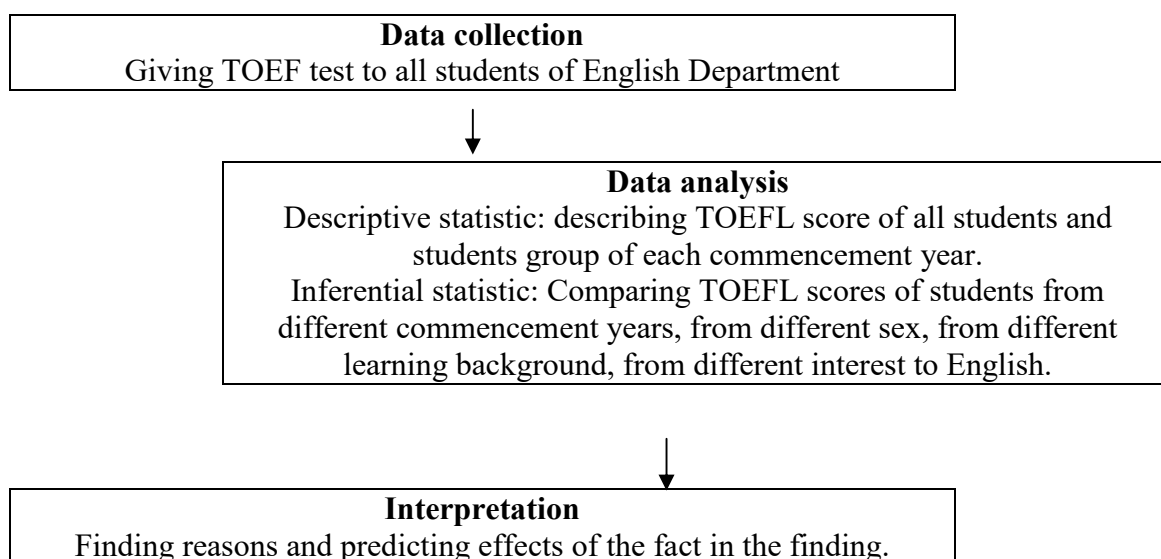 Data collection
Giving TOEF test to all students of English Department
Data analysis
Descriptive statistic: describing TOEFL score of all students and
students group of each commencement year.
Inferential statistic: Comparing TOEFL scores of students from
different commencement years, from different sex, from different
learning background, from different interest to English.
Interpretation
Finding reasons and predicting effects of the fact in the finding.